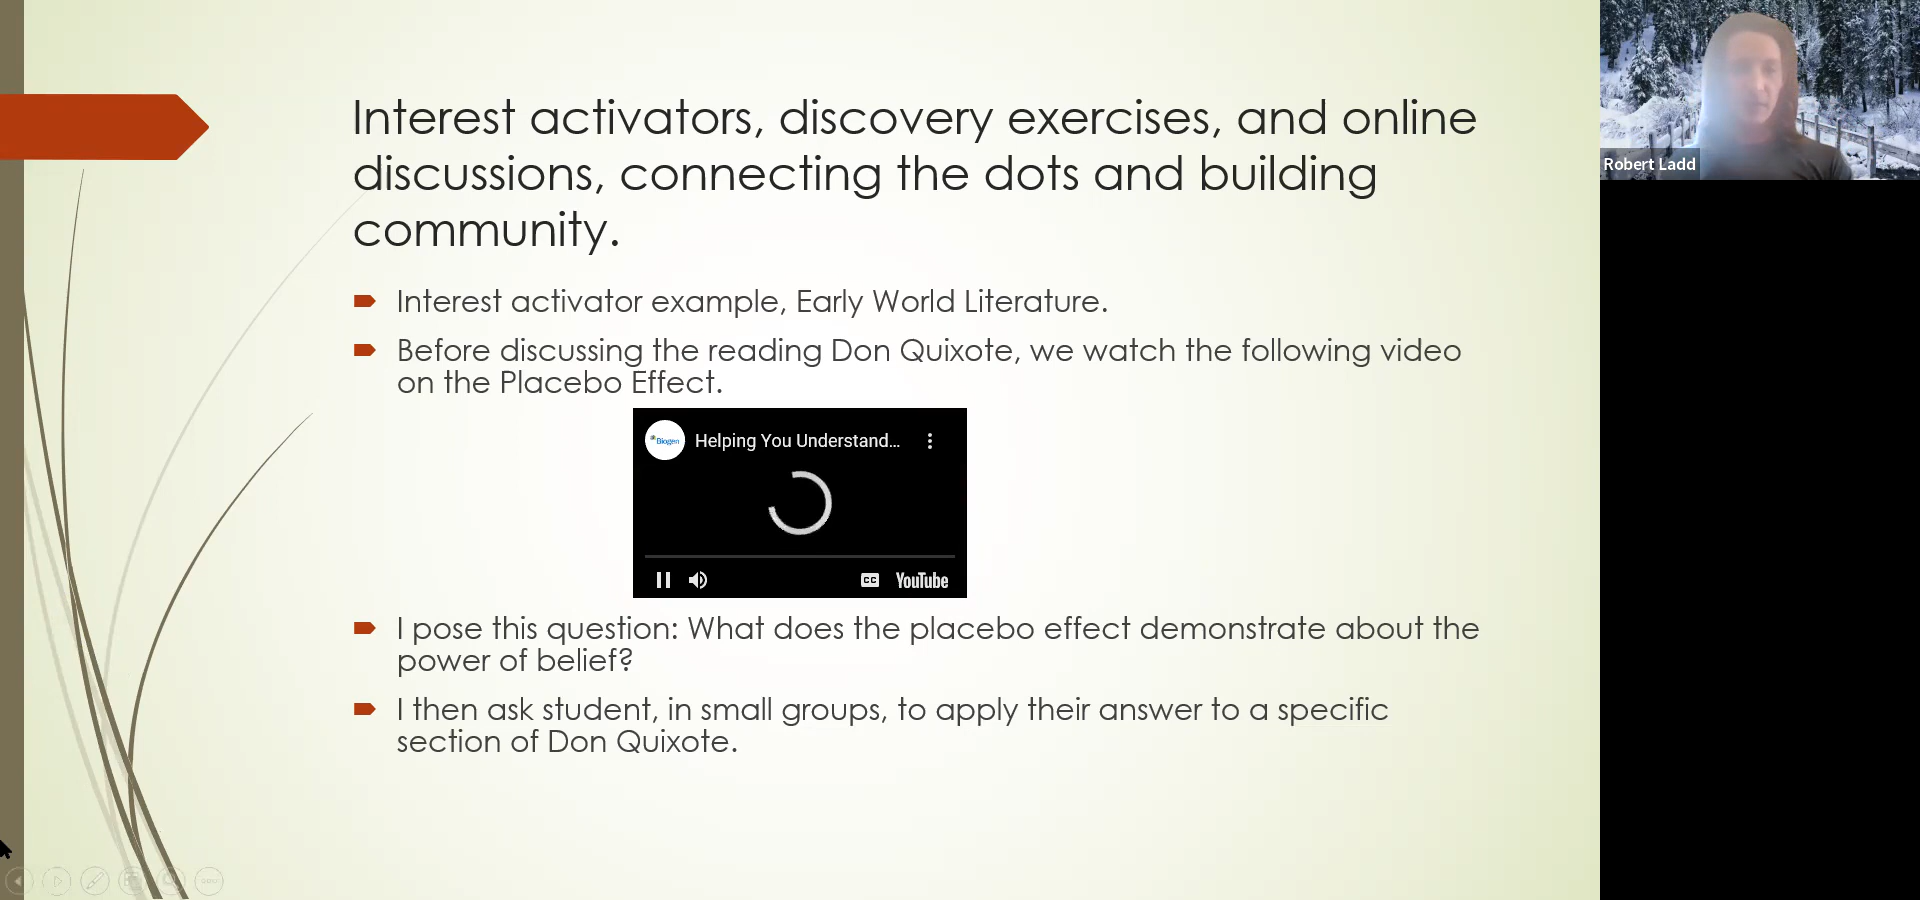 Interest activators, discovery exercises, and online
discussions, connecting the dots and building
community.
Interest activator example, Early World Literature.
Before discussing the reading Don Quixote, we watch the following video
on the Placebo Effect.
Biogen
Helping You Understand...
CC
YouTube
I pose this question: What does the placebo effect demonstrate about the
power of belief?
I then ask student, in small groups, to apply their answer to a specific
section of Don Quixote.
Robert Ladd